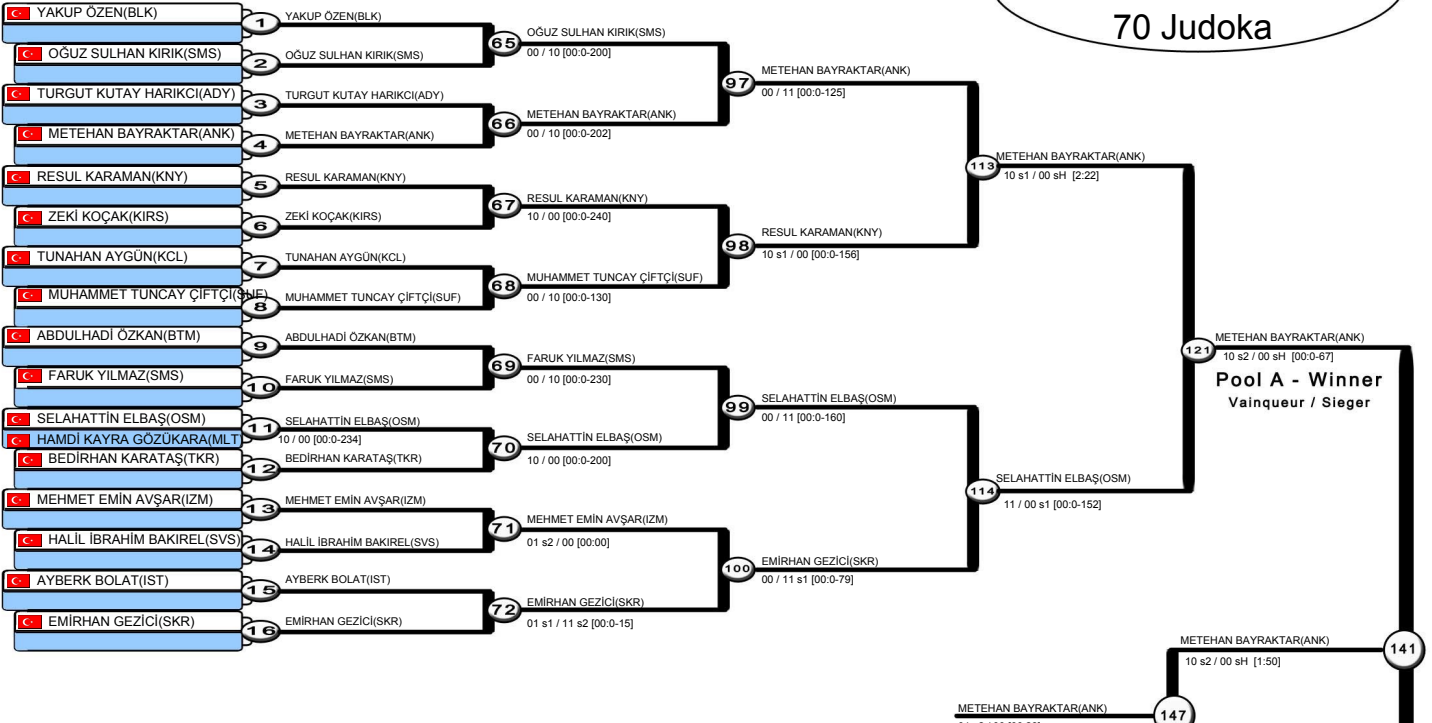 70 Judoka
YAKUP ÖZEN(BLK)
OĞUZ SULHAN KIRIK(SMS)
TURGUT KUTAY HARIKCI(ADY)
METEHAN BAYRAKTAR(ANK)
RESUL KARAMAN(KNY)
ZEKİ KOÇAK(KIRS)
TUNAHAN AYGÜN(KCL)
MUHAMMET TUNCAY ÇİFTÇİ(SUF)
ABDULHADİ ÖZKAN(BTM)
FARUK YILMAZ(SMS)
SELAHATTİN ELBAŞ(OSM)
HAMDİ KAYRA GÖZÜKARA(MLT)
BEDİRHAN KARATAŞ(TKR)
MEHMET EMİN AVŞAR(IZM)
HALİL İBRAHİM BAKIREL(SVS)
AYBERK BOLAT(IST)
EMİRHAN GEZİCİ(SKR)
1 YAKUP ÖZEN(BLK)
2 OĞUZ SULHAN KIRIK(SMS)
3 TURGUT KUTAY HARIKCI(ADY)
4 METEHAN BAYRAKTAR(ANK)
5 RESUL KARAMAN(KNY)
6 ZEKİ KOÇAK(KIRS)
7 TUNAHAN AYGÜN(KCL)
8 MUHAMMET TUNCAY ÇİFTÇİ(SUF)
9 ABDULHADİ ÖZKAN(BTM)
10 FARUK YILMAZ(SMS)
11 SELAHATTİN ELBAŞ(OSM)
10 / 00 [00:0-234]
12 BEDİRHAN KARATAŞ(TKR)
13 MEHMET EMİN AVŞAR(IZM)
14 HALİL İBRAHİM BAKIREL(SVS)
15 AYBERK BOLAT(IST)
16 EMİRHAN GEZİCİ(SKR)
65 OĞUZ SULHAN KIRIK(SMS)
00 / 10 [00:0-200]
66 METEHAN BAYRAKTAR(ANK)
00 / 10 [00:0-202]
67 RESUL KARAMAN(KNY)
10 / 00 [00:0-240]
68 MUHAMMET TUNCAY ÇİFTÇİ(SUF)
00 / 10 [00:0-130]
69 FARUK YILMAZ(SMS)
00 / 10 [00:0-230]
70 SELAHATTİN ELBAŞ(OSM)
10 / 00 [00:0-200]
71 MEHMET EMİN AVŞAR(IZM)
01 s2 / 00 [00:00]
72 EMİRHAN GEZİCİ(SKR)
01 s1 / 11 s2 [00:0-15]
97 METEHAN BAYRAKTAR(ANK)
00 / 11 [00:0-125]
98 RESUL KARAMAN(KNY)
10 s1 / 00 [00:0-156]
99 SELAHATTİN ELBAŞ(OSM)
00 / 11 [00:0-160]
100 EMİRHAN GEZİCİ(SKR)
00 / 11 s1 [00:0-79]
113 METEHAN BAYRAKTAR(ANK)
10 s1 / 00 sH [2:22]
114 SELAHATTİN ELBAŞ(OSM)
11 / 00 s1 [00:0-152]
121 METEHAN BAYRAKTAR(ANK)
10 s2 / 00 sH [00:0-67]
Pool A - Winner
Vainqueur / Sieger
METEHAN BAYRAKTAR(ANK) 141
10 s2 / 00 sH [1:50]
METEHAN BAYRAKTAR(ANK) 147